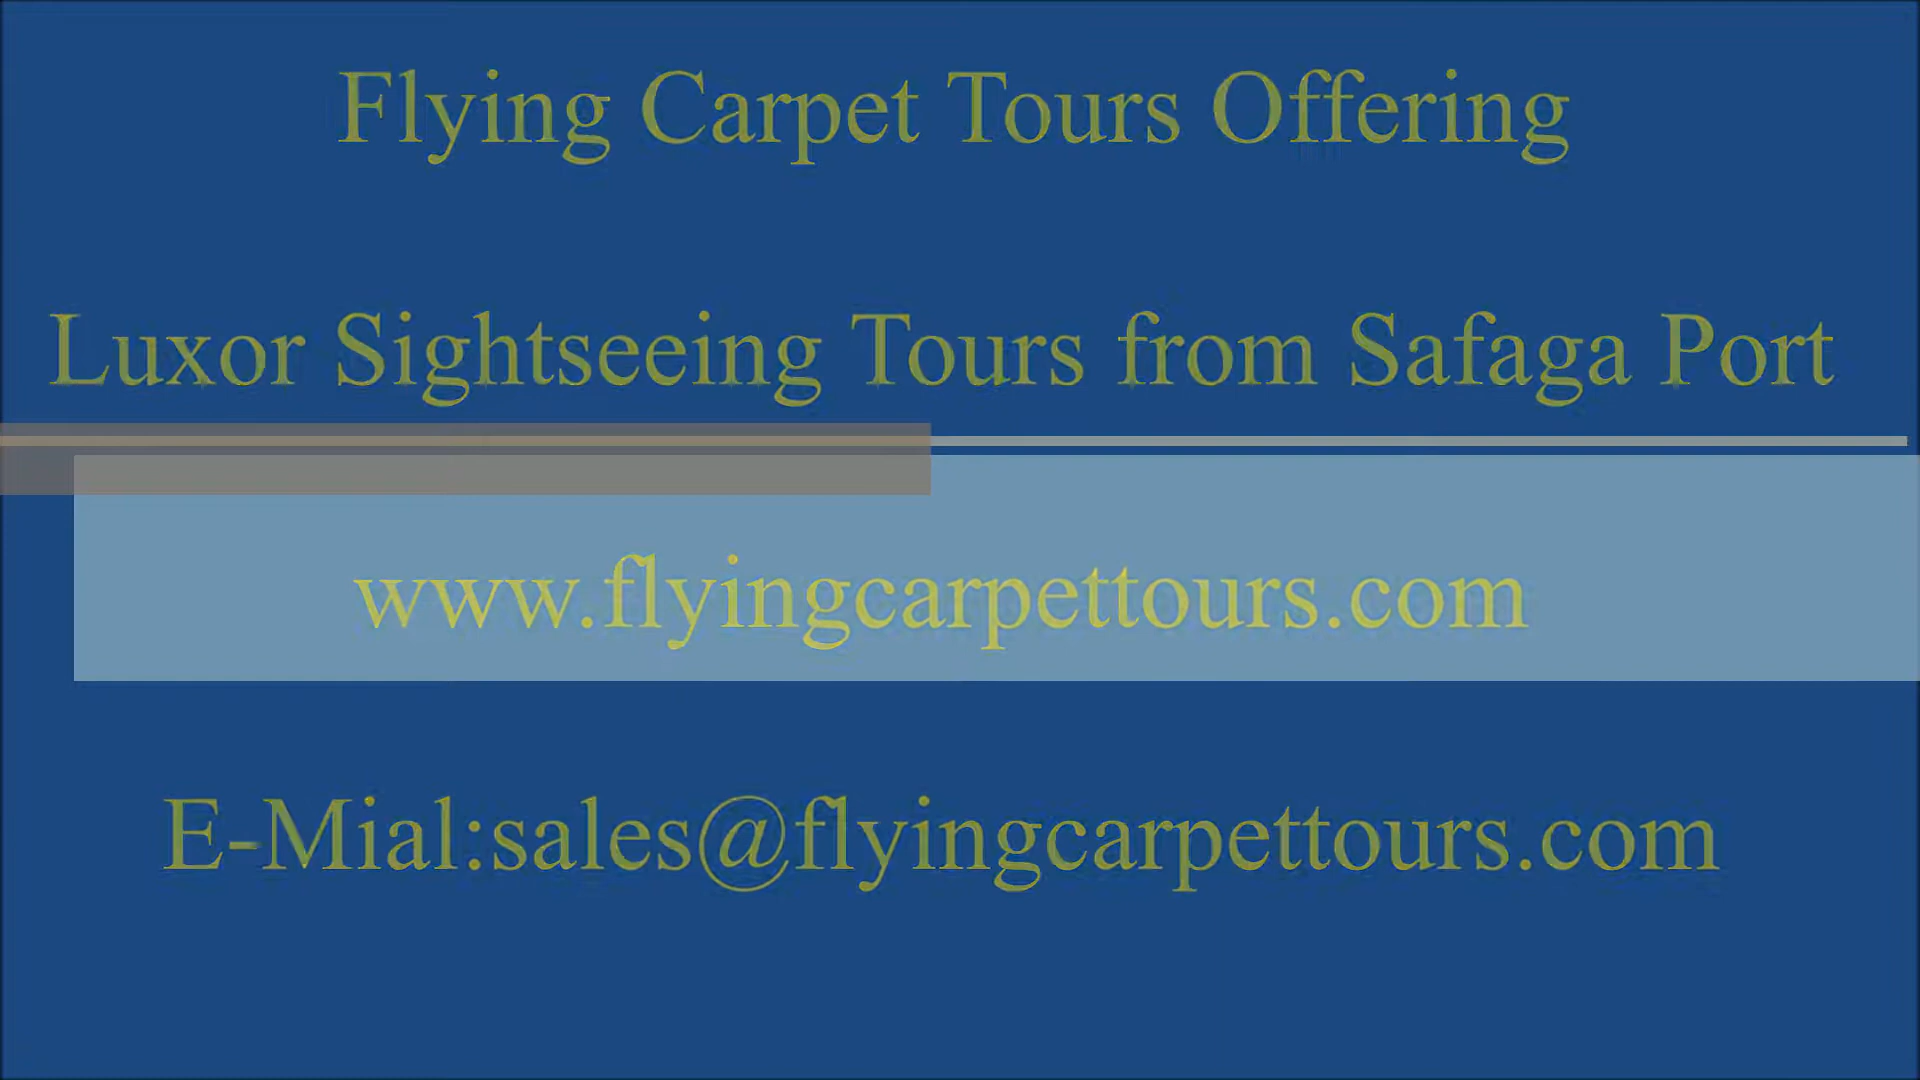 Flying Carpet Tours Offering
Luxor Sightseeing Tours from Safaga Port
www.flyingcarpettours.com
E-Mial:sales@flyingcarpettours.com